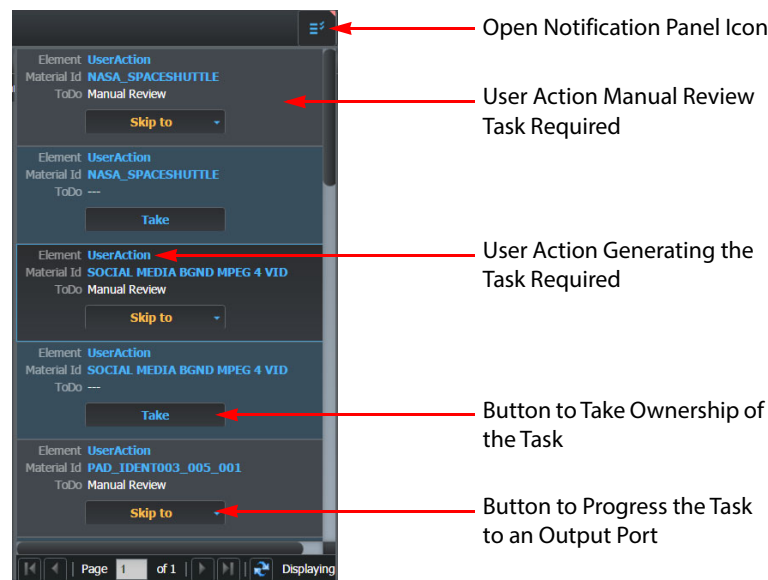 Open Notification Panel Icon
Element UserAction
Material Id NASA_SPACESHUTTLE
ToDo Manual Review
Skip to
User Action Manual Review
Task Required
Element UserAction
Material Id NASA_SPACESHUTTLE
ToDo ---
Take
Element UserAction
Material Id SOCIAL MEDIA BGND MPEG 4 VID
ToDo Manual Review
Skip to
User Action Generating the
Task Required
Element UserAction
Material Id SOCIAL MEDIA BGND MPEG 4 VID
ToDo ---
Take
Button to Take Ownership of
the Task
Element UserAction
Material Id PAD_IDENT003_005_001
ToDo Manual Review
Skip to
Button to Progress the Task
to an Output Port
Page 1 of 1 Displaying